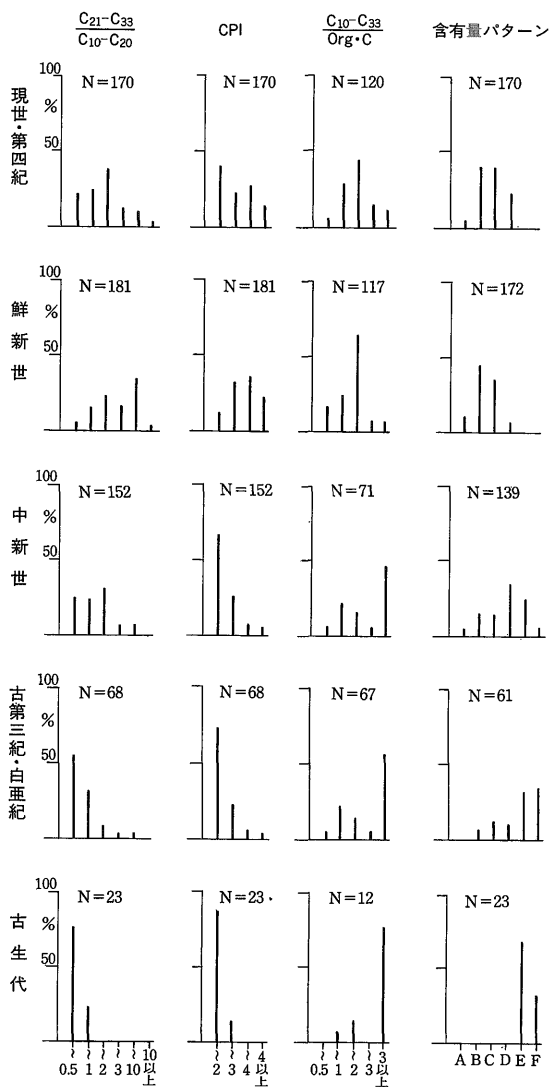 C₂₁-C₃₃
C₁₀-C₂₀
CPI
C₁₀-C₃₃
Org・C
含有量パターン
現世・第四紀
100
%
50
N=170
N=170
N=120
N=170
鮮新世
100
%
50
N=181
N=181
N=117
N=172
中新世
100
%
50
N=152
N=152
N=71
N=139
古第三紀・白亜紀
100
%
50
N=68
N=68
N=67
N=61
古生代
100
%
50
N=23
N=23
N=12
N=23
~0.5 ~1 ~2 ~3 ~10 10以上
~2 ~3 ~4 4以上
~0.5 ~1 ~2 ~3 3以上
A B C D E F